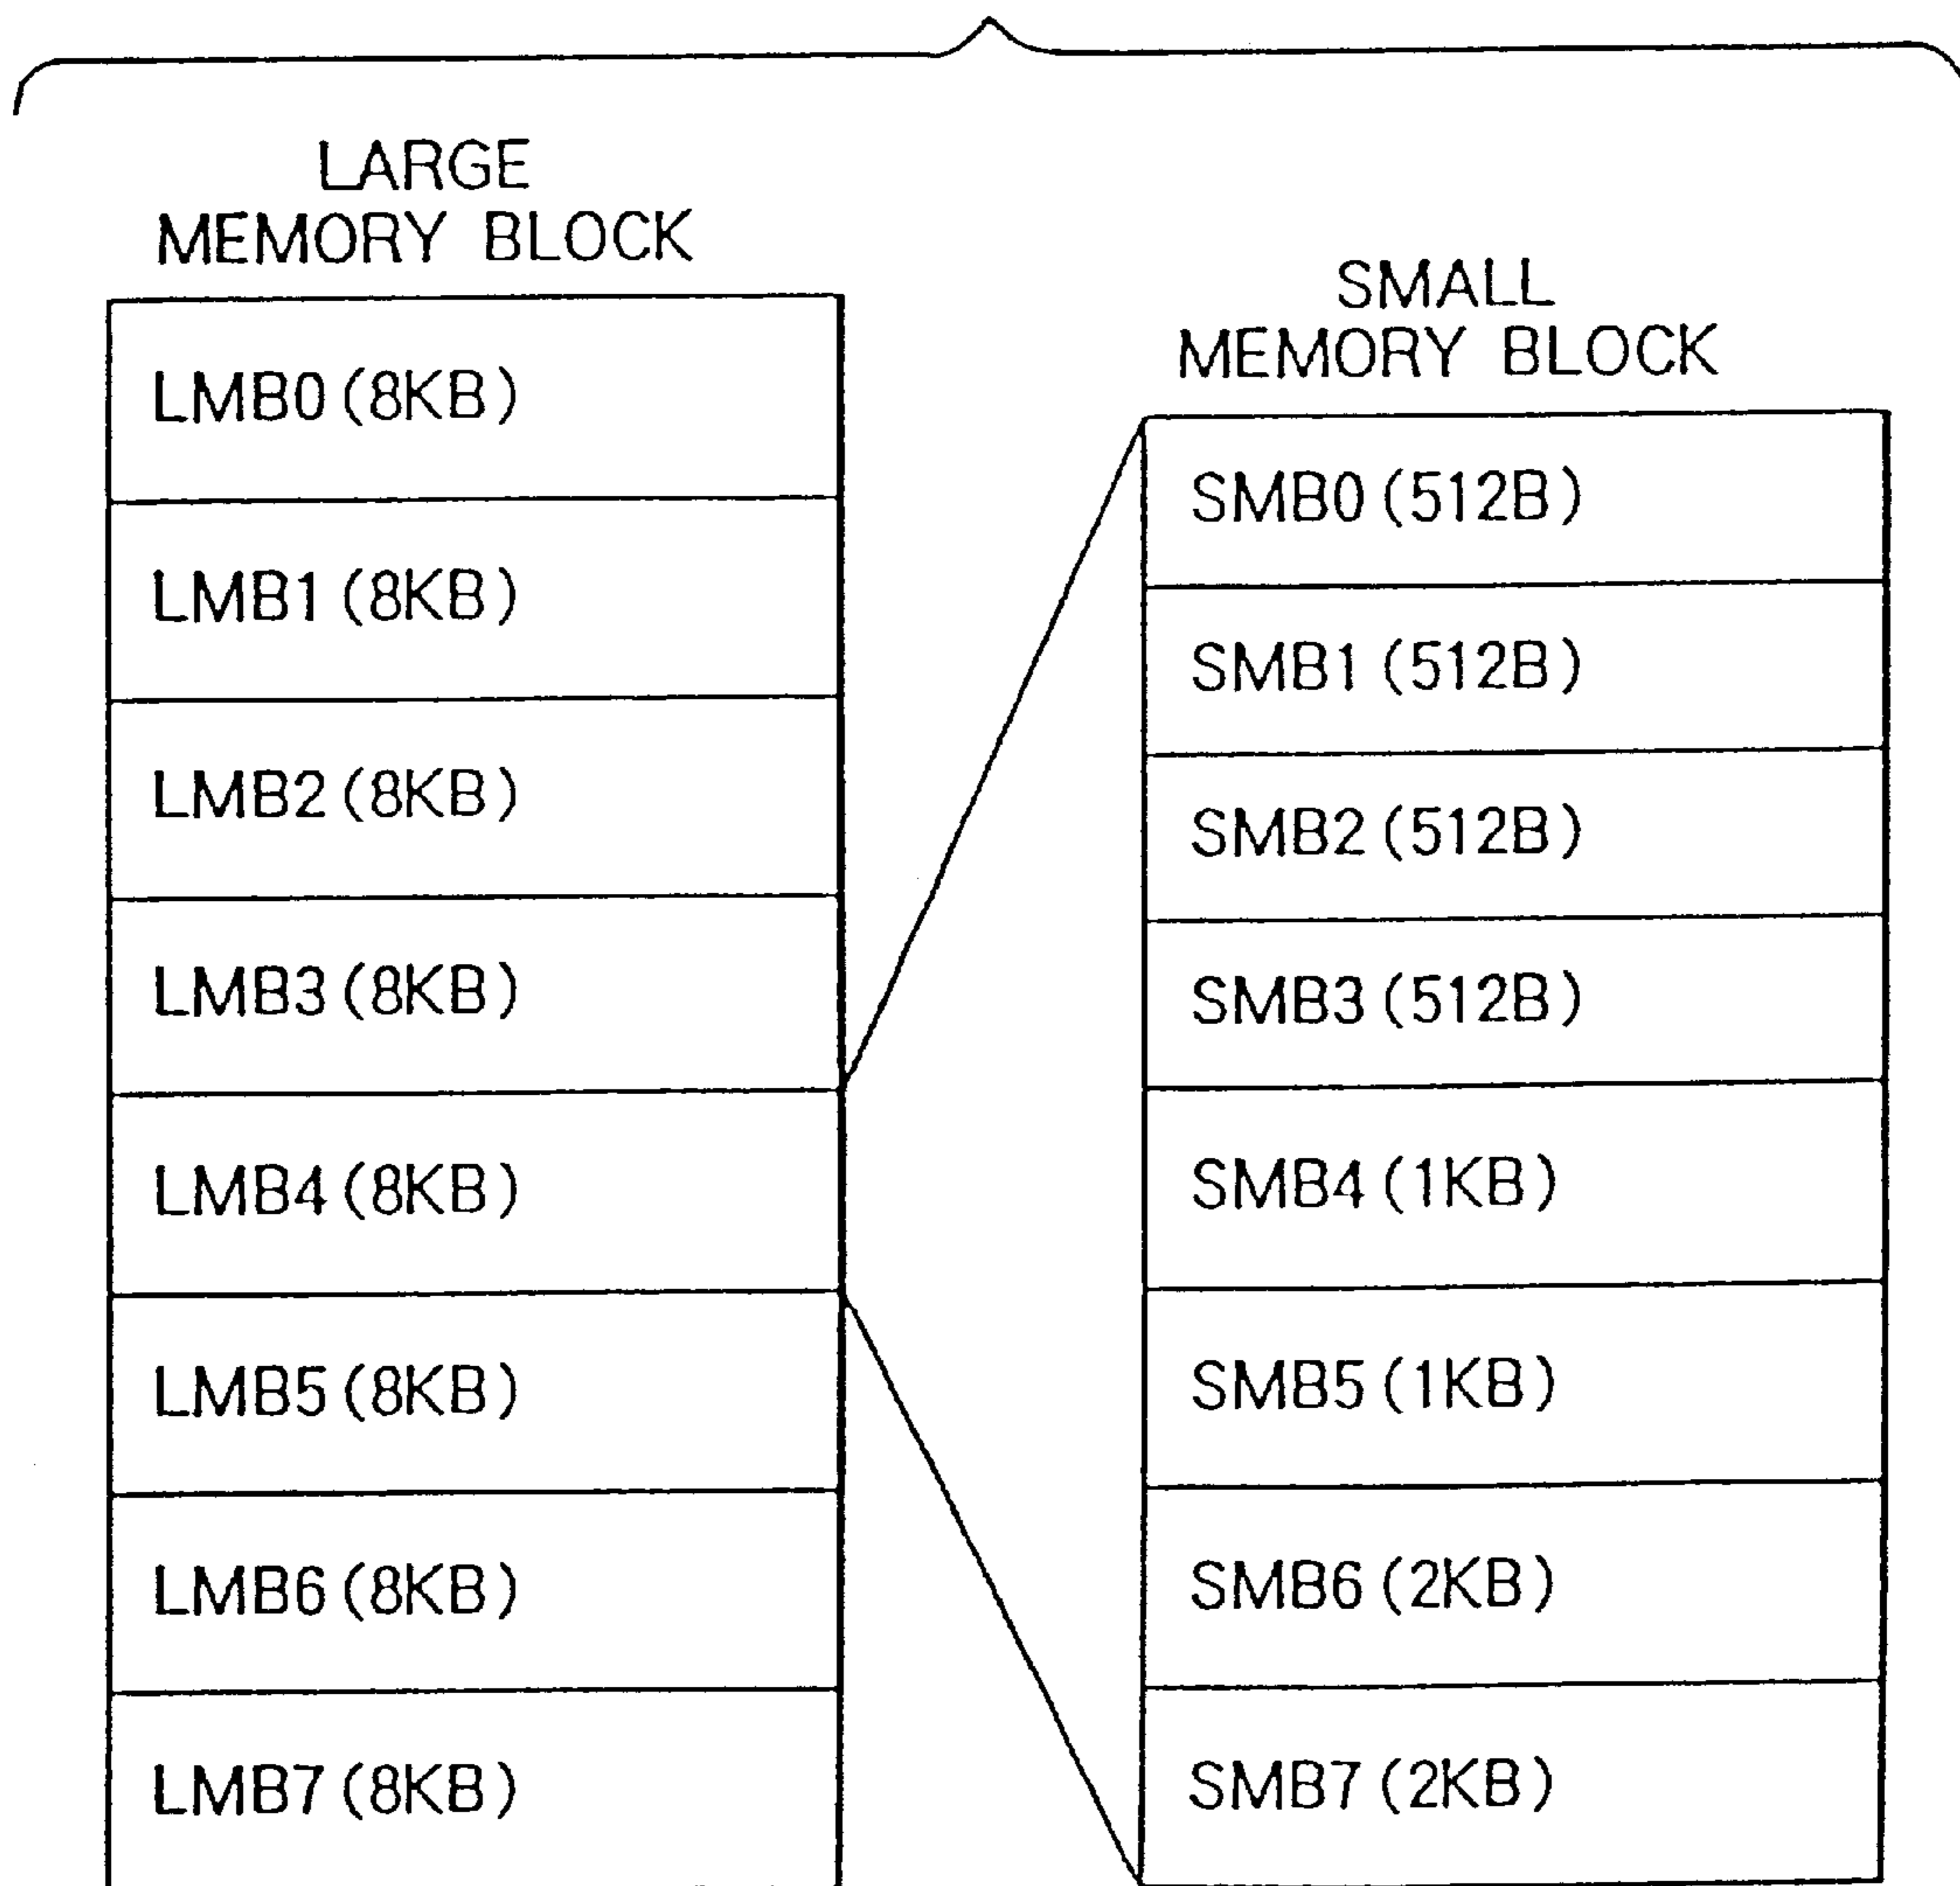 LARGE
MEMORY BLOCK
LMB0(8KB)
LMB1(8KB)
LMB2(8KB)
LMB3(8KB)
LMB4(8KB)
LMB5(8KB)
LMB6(8KB)
LMB7(8KB)
SMALL
MEMORY BLOCK
SMB0(512B)
SMB1(512B)
SMB2(512B)
SMB3(512B)
SMB4(1KB)
SMB5(1KB)
SMB6(2KB)
SMB7(2KB)